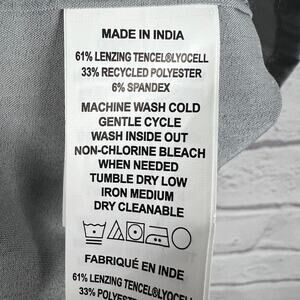 MADE IN INDIA
61% LENZING TENCEL®LYOCELL
33% RECYCLED POLYESTER
6% SPANDEX
MACHINE WASH COLD
GENTLE CYCLE
WASH INSIDE OUT
NON-CHLORINE BLEACH
WHEN NEEDED
TUMBLE DRY LOW
IRON MEDIUM
DRY CLEANABLE
FABRIQUÉ EN INDE
61% LENZING TENCEL®LYOCELL
33% POLYESTER